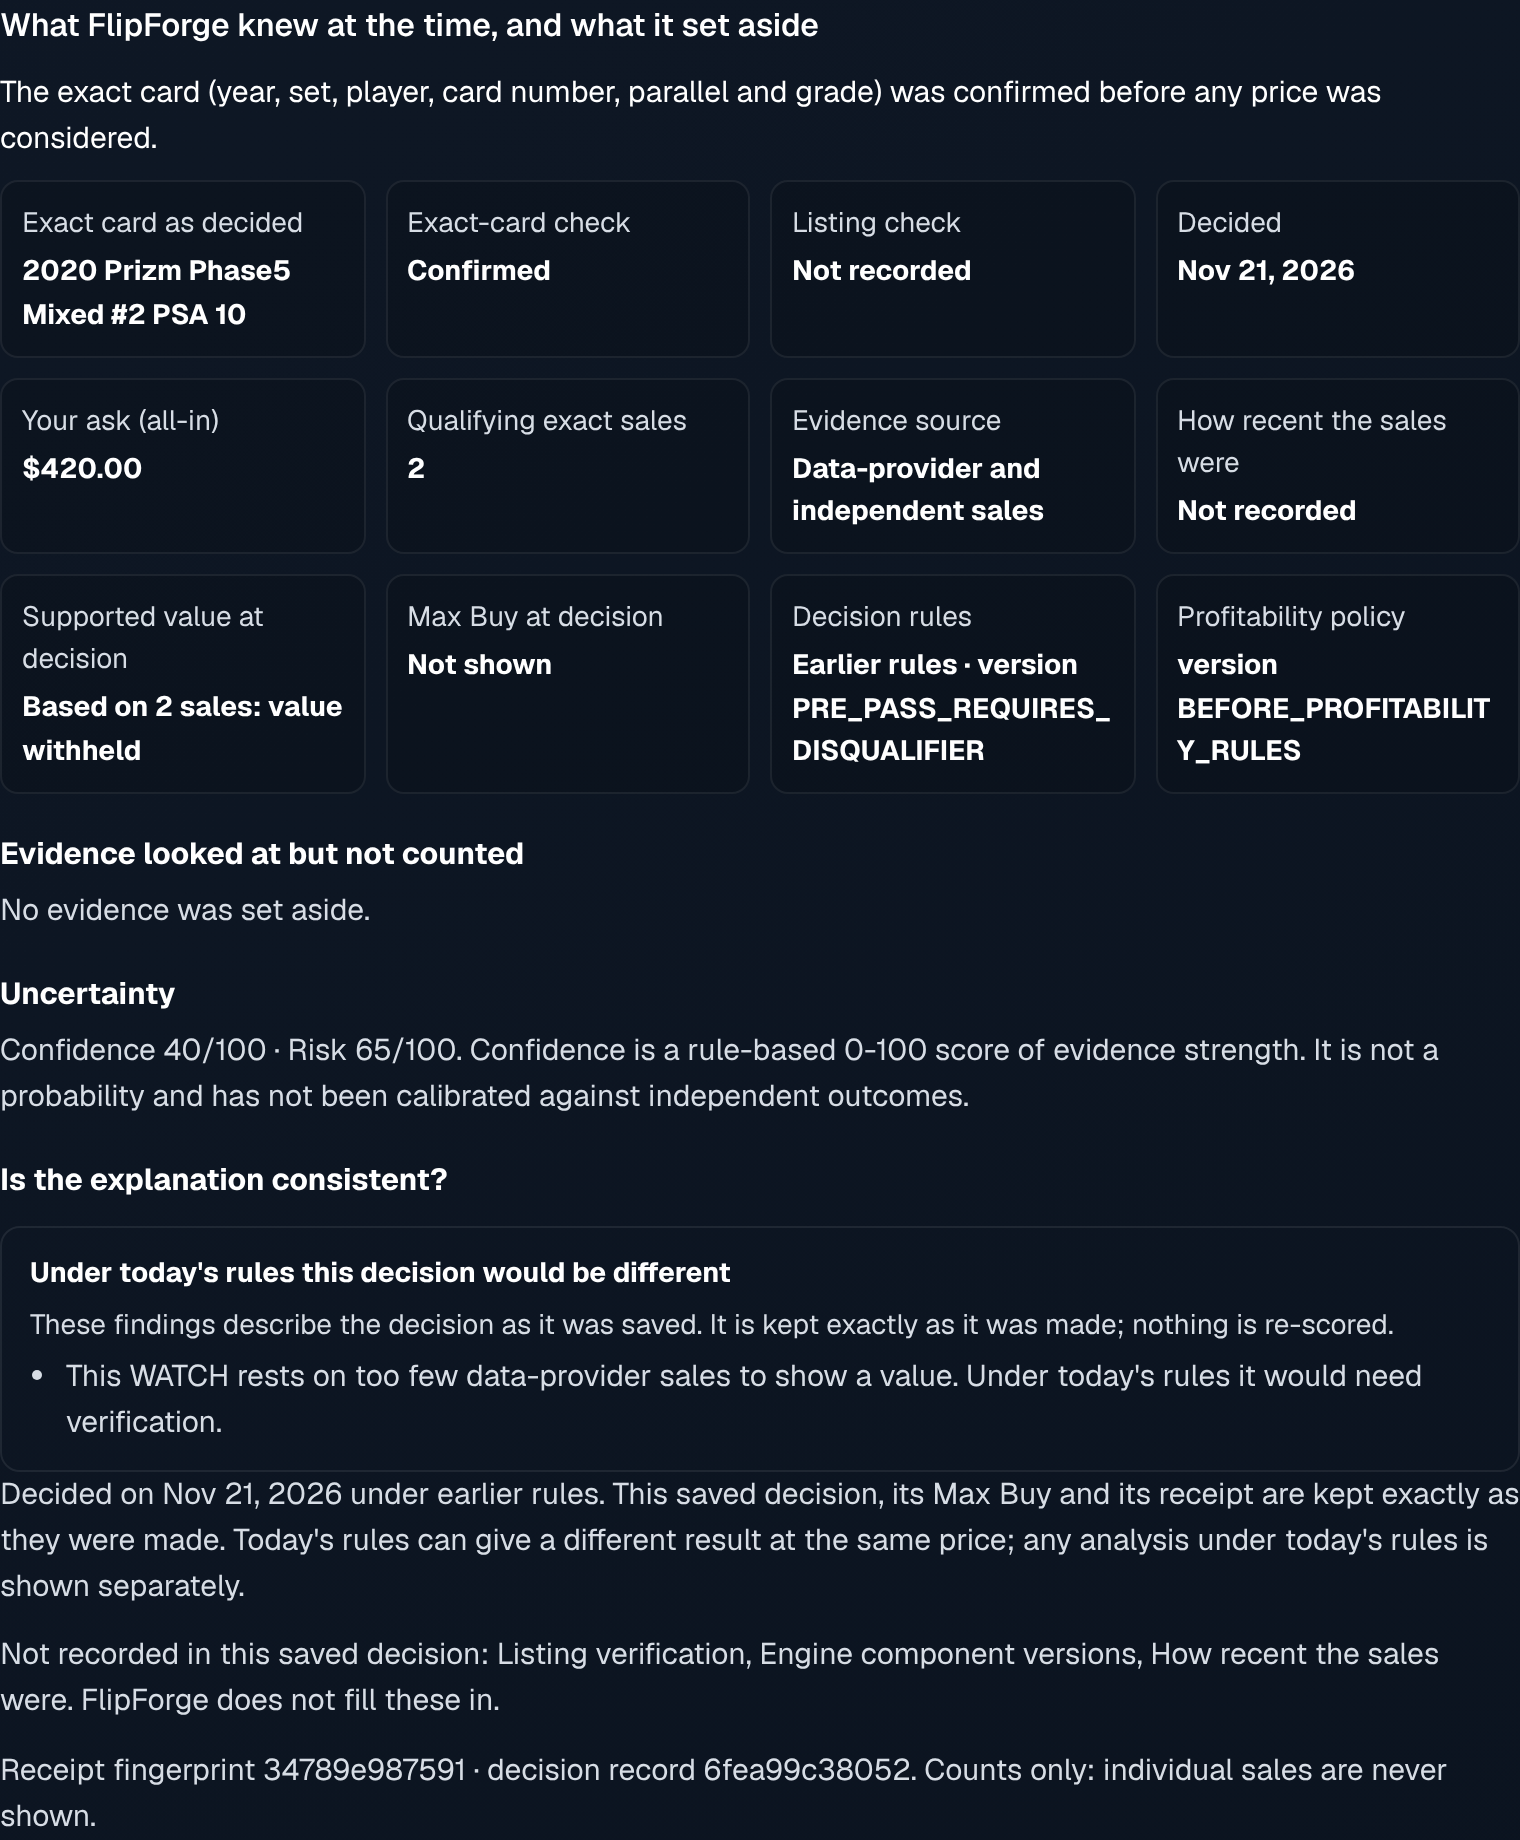 What FlipForge knew at the time, and what it set aside
The exact card (year, set, player, card number, parallel and grade) was confirmed before any price was
considered.
Exact card as decided
2020 Prizm Phase5
Mixed #2 PSA 10
Exact-card check
Confirmed
Listing check
Not recorded
Decided
Nov 21, 2026
Your ask (all-in)
$420.00
Qualifying exact sales
2
Evidence source
Data-provider and
independent sales
How recent the sales
were
Not recorded
Supported value at
decision
Based on 2 sales: value
withheld
Max Buy at decision
Not shown
Decision rules
Earlier rules · version
PRE_PASS_REQUIRES_
DISQUALIFIER
Profitability policy
version
BEFORE_PROFITABILIT
Y_RULES
Evidence looked at but not counted
No evidence was set aside.
Uncertainty
Confidence 40/100 · Risk 65/100. Confidence is a rule-based 0-100 score of evidence strength. It is not a
probability and has not been calibrated against independent outcomes.
Is the explanation consistent?
Under today's rules this decision would be different
These findings describe the decision as it was saved. It is kept exactly as it was made; nothing is re-scored.
• This WATCH rests on too few data-provider sales to show a value. Under today's rules it would need
verification.
Decided on Nov 21, 2026 under earlier rules. This saved decision, its Max Buy and its receipt are kept exactly as
they were made. Today's rules can give a different result at the same price; any analysis under today's rules is
shown separately.
Not recorded in this saved decision: Listing verification, Engine component versions, How recent the sales
were. FlipForge does not fill these in.
Receipt fingerprint 34789e987591 · decision record 6fea99c38052. Counts only: individual sales are never
shown.